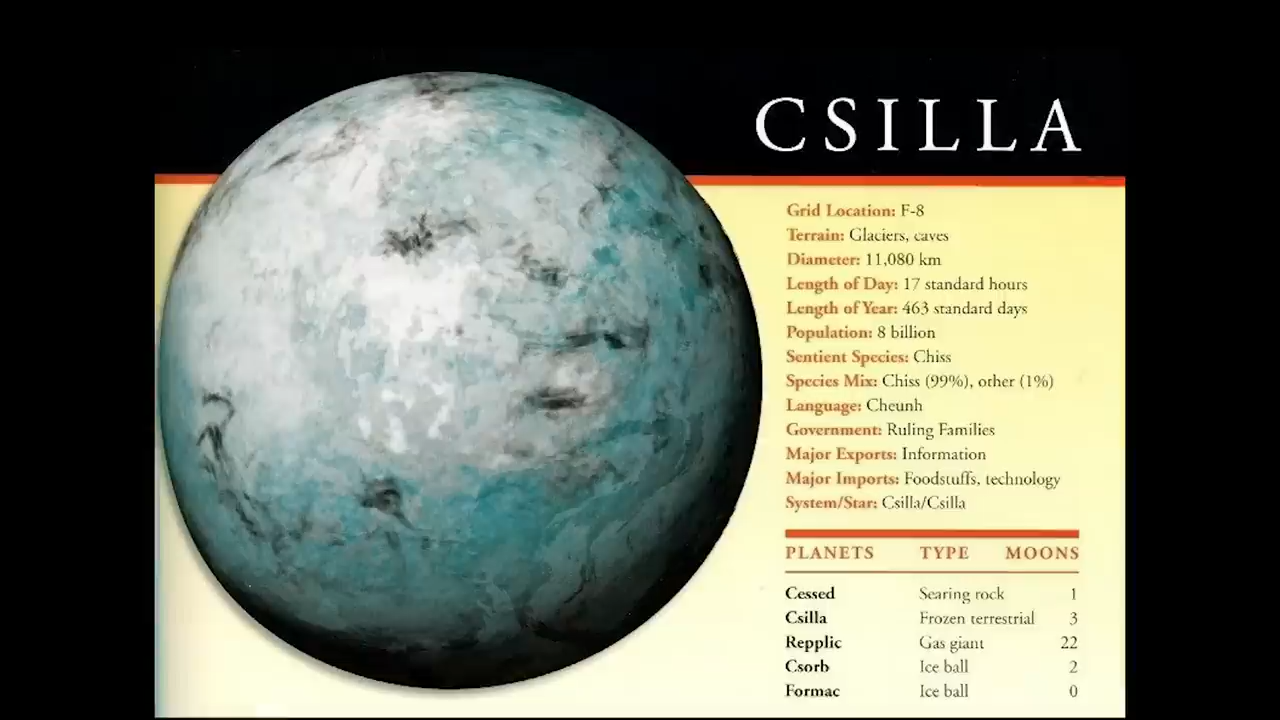 CSILLA
Grid Location: F-8
Terrain: Glaciers, caves
Diameter: 11,080 km
Length of Day: 17 standard hours
Length of Year: 463 standard days
Population: 8 billion
Sentient Species: Chiss
Species Mix: Chiss (99%), other (1%)
Language: Cheunh
Government: Ruling Families
Major Exports: Information
Major Imports: Foodstuffs, technology
System/Star: Csilla/Csilla
PLANETS TYPE MOONS
Cessed Searing rock 1
Csilla Frozen terrestrial 3
Repplic Gas giant 22
Csorb Ice ball 2
Formac Ice ball 0